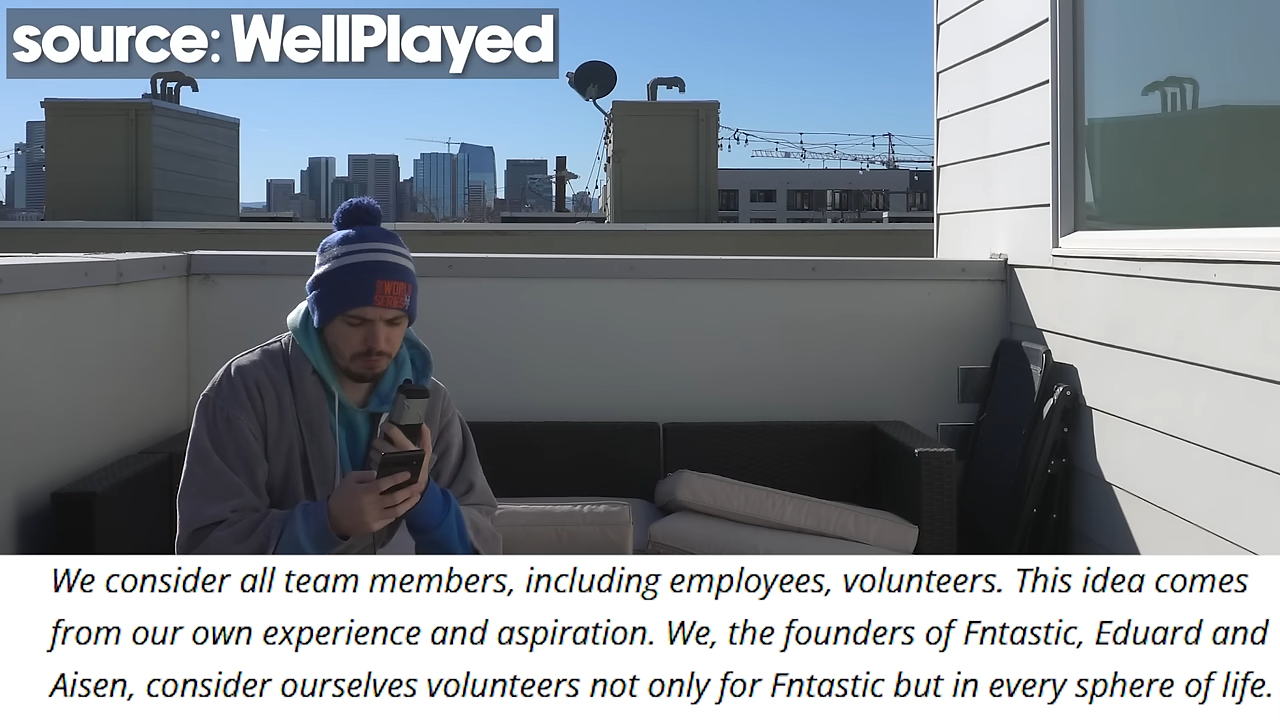 source: WellPlayed
WORLD
SERIES
We consider all team members, including employees, volunteers. This idea comes
from our own experience and aspiration. We, the founders of Fntastic, Eduard and
Aisen, consider ourselves volunteers not only for Fntastic but in every sphere of life.